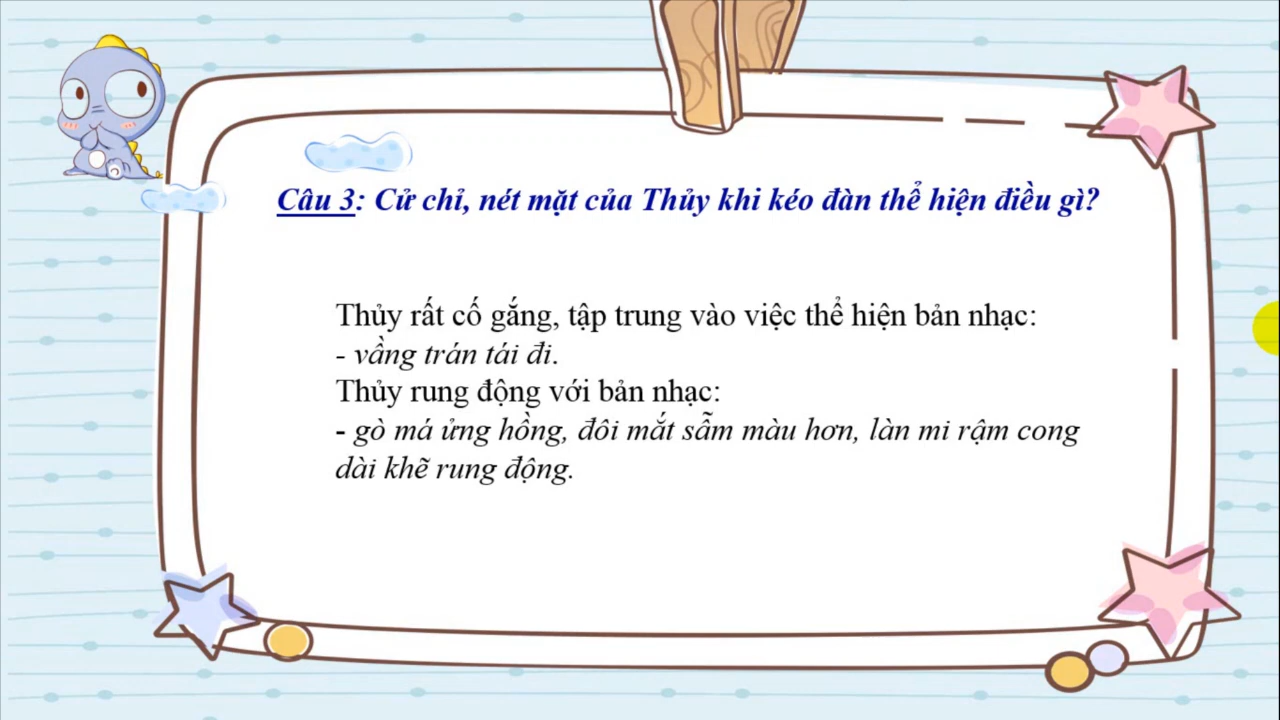 Câu 3: Cử chỉ, nét mặt của Thủy khi kéo đàn thể hiện điều gì?
Thủy rất cố gắng, tập trung vào việc thể hiện bản nhạc:
- vầng trán tái đi.
Thủy rung động với bản nhạc:
- gò má ửng hồng, đôi mắt sẫm màu hơn, làn mi rậm cong
dài khẽ rung động.